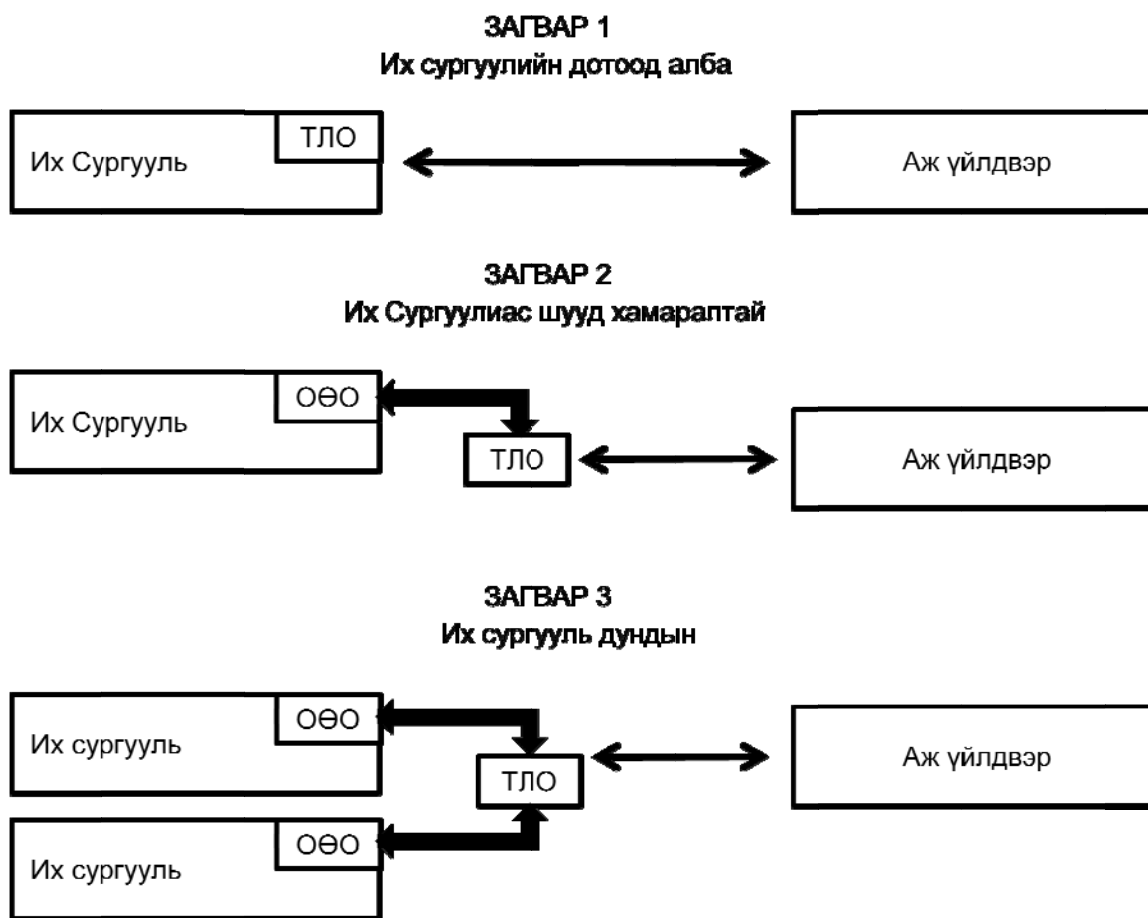 ЗАГВАР 1
Их сургуулийн дотоод алба
Их Сургууль
ТЛО
Аж үйлдвэр
ЗАГВАР 2
Их Сургуулиас шууд хамаралтай
Их Сургууль
ОӨО
ТЛО
Аж үйлдвэр
ЗАГВАР 3
Их сургууль дундын
Их сургууль
ОӨО
ТЛО
Аж үйлдвэр
Их сургууль
ОӨО